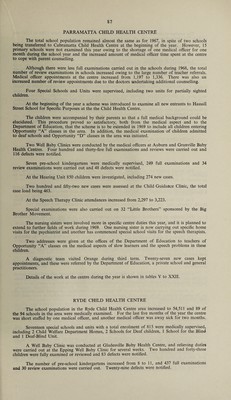 87
PARRAMATTA CHILD HEALTH CENTRE
The total school population remained about the same as for 1967, in spite of two schools
being transferred to Cabramatta Child Health Centre at the beginning of the year. However, 15
primary schools were not examined this year owing to the shortage of one medical officer for one
month during the school year and the increased amount of time which was spent at the centre
to cope with parent counselling.
Although there were less full examinations carried out in the schools during 1968, the total
number of review examinations in schools increased owing to the large number of teacher referrals.
Medical officer appointments at the centre increased from 1,197 to 1,336. There was also an
increased number of review appointments due to the doctors undertaking additional counselling.
Four Special Schools and Units were supervised, including two units for partially sighted
children.
At the beginning of the year a scheme was introduced to examine all new entrants to Hassall
Street School for Specific Purposes at the the Child Health Centre.
The children were accompanied by their parents so that a full medical background could be
elucidated. This procedure proved so satisfactory, both from the medical aspect and to the
Department of Education, that the scheme is to be extended in 1969 to include all children entering
Opportunity "A" classes in the area. In addition, the medical examination of children admitted
to deaf schools and Opportunity "D" classes in the area was initiated.
Two Well Baby Clinics were conducted by the medical officers at Auburn and Granville Baby
Health Centres. Four hundred and thirty-five full examinations and reviews were carried out and
116 defects were notified.
Seven pre-school kindergartens were medically supervised, 249 full examinations and 34
review examinations were carried out and 48 defects were notified.
At the Hearing Unit 659 children were investigated, including 274 new cases.
Two hundred and fifty-two new cases were assessed at the Child Guidance Clinic, the total
case load being 463.
At the Speech Therapy Clinic attendances increased from 2,297 to 3,223.
Special examinations were also carried out on 33 "Little Brothers" sponsored by the Big
Brother Movement.
The nursing sisters were involved more in specific centre duties this year, and it is planned to
extend to further fields of work during 1969. One nursing sister is now carrying out specific home
visits for the psychiatrist and another has commenced special school visits for the speech therapists.
Two addresses were given at the offices of the Department of Education to teachers of
Opportunity "A" classes on the medical aspects of slow learners and the speech problems in these
children.
A diagnostic team visited Orange during third term. Twenty-seven new cases kept
appointments, and these were referred by the Department of Education, a private school and general
practitioners.
Details of the work at the centre during the year is shown in tables V to XXIII.
RYDE CHILD HEALTH CENTRE
The school population in the Ryde Child Health Centre area increased to 54,511 and 88 of
the 94 schools in the area were medically examined. For the last five months of the year the centre
was short staffed by one medical officer, and another medical officer was away sick for two months.
Seventeen special schools and units with a total enrolment of 813 were medically supervised,
including 2 Child Welfare Department Homes, 2 Schools for Deaf children, 1 School for the Blind
and 1 Deaf/Blind Unit.
A Well Baby Clinic was conducted at Gladesville Baby Health Centre, and relieving duties
were carried out at the Epping Well Baby Clinic for several weeks. Two hundred and forty-three
children were fully examined or reviewed and 83 defects were notified.
The number of pre-school kindergartens increased from 8 to 11, and 457 full examinations
and 30 review examinations were carried out. Twenty-nine defects were notified.